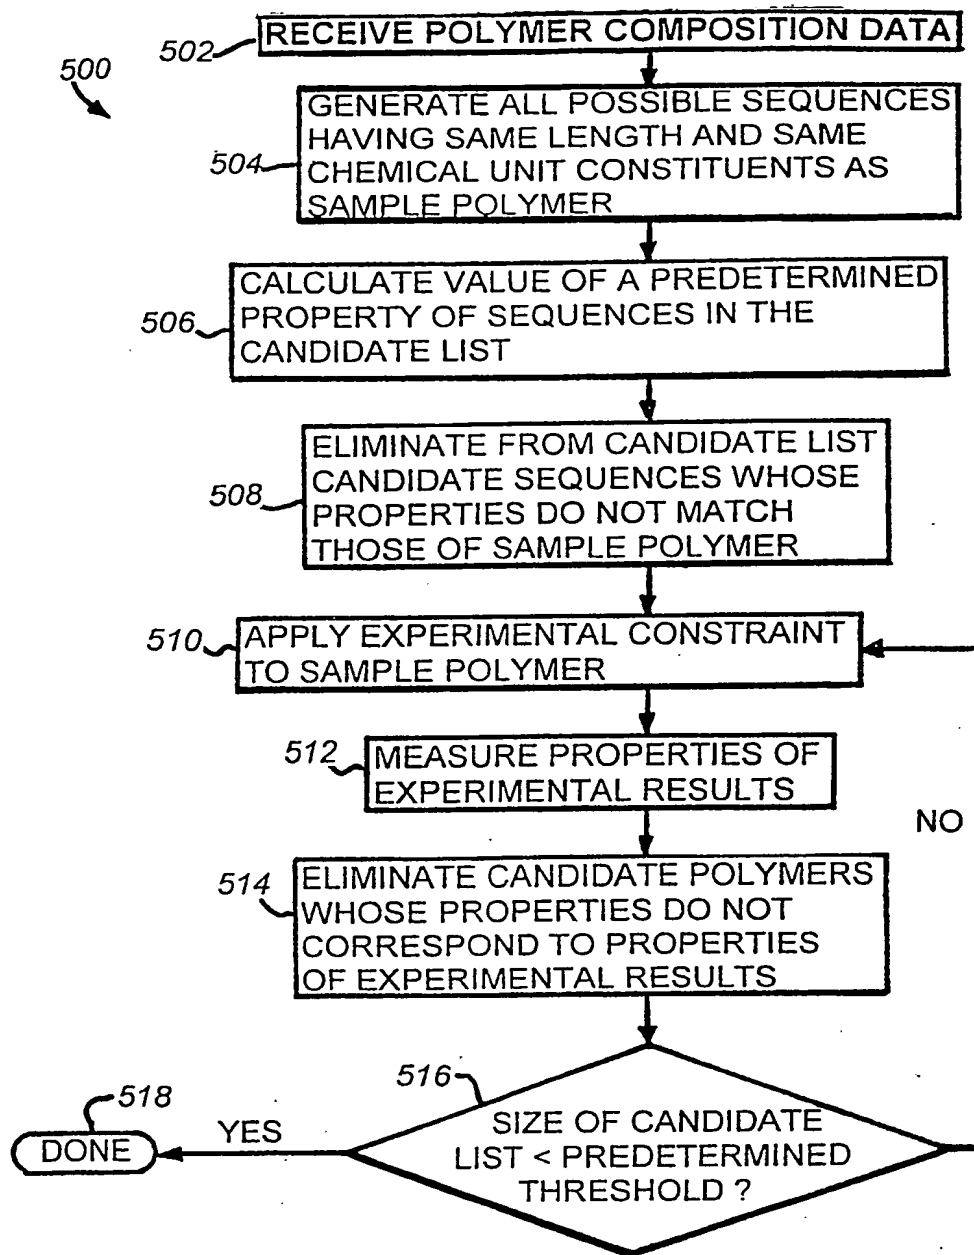 502
RECEIVE POLYMER COMPOSITION DATA
500
504
GENERATE ALL POSSIBLE SEQUENCES
HAVING SAME LENGTH AND SAME
CHEMICAL UNIT CONSTITUENTS AS
SAMPLE POLYMER
506
CALCULATE VALUE OF A PREDETERMINED
PROPERTY OF SEQUENCES IN THE
CANDIDATE LIST
508
ELIMINATE FROM CANDIDATE LIST
CANDIDATE SEQUENCES WHOSE
PROPERTIES DO NOT MATCH
THOSE OF SAMPLE POLYMER
510
APPLY EXPERIMENTAL CONSTRAINT
TO SAMPLE POLYMER
512
MEASURE PROPERTIES OF
EXPERIMENTAL RESULTS
NO
514
ELIMINATE CANDIDATE POLYMERS
WHOSE PROPERTIES DO NOT
CORRESPOND TO PROPERTIES
OF EXPERIMENTAL RESULTS
516
SIZE OF CANDIDATE
LIST < PREDETERMINED
THRESHOLD ?
YES
518
DONE